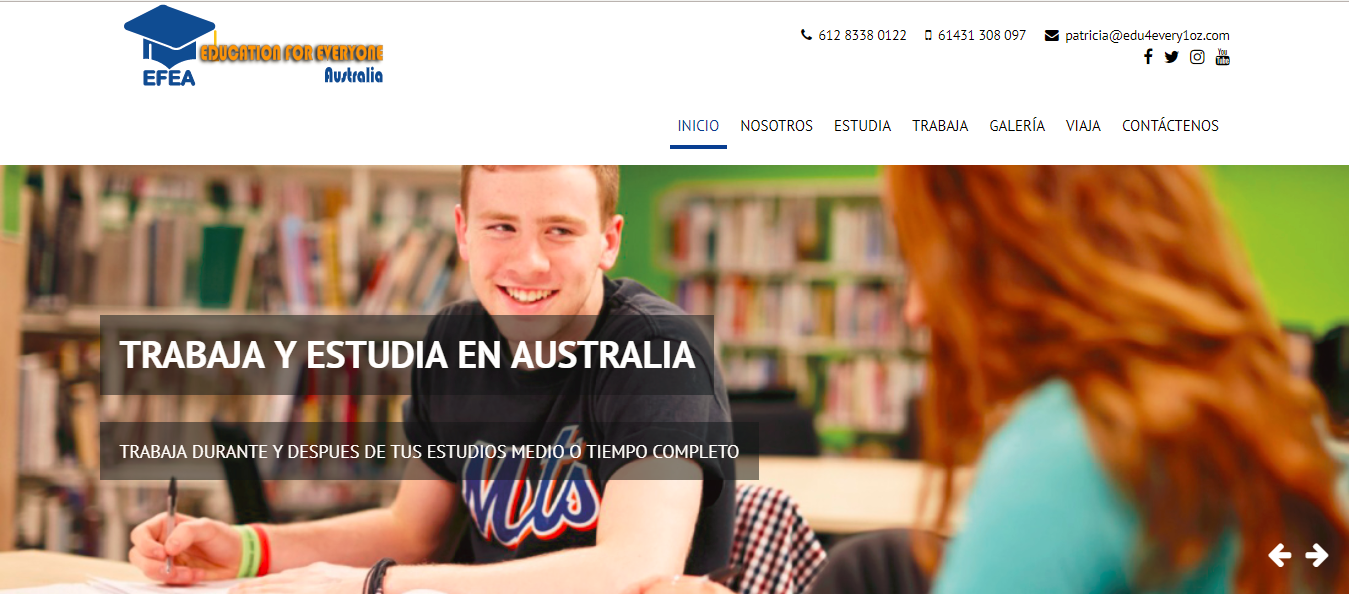 EDUCATION FOR EVERYONE
Australia
EFEA
612 8338 0122 61431 308 097 patricia@edu4every1oz.com
You Tube
INICIO NOSOTROS ESTUDIA TRABAJA GALERÍA VIAJA CONTÁCTENOS
TRABAJA Y ESTUDIA EN AUSTRALIA
TRABAJA DURANTE Y DESPUES DE TUS ESTUDIOS MEDIO O TIEMPO COMPLETO
Mts